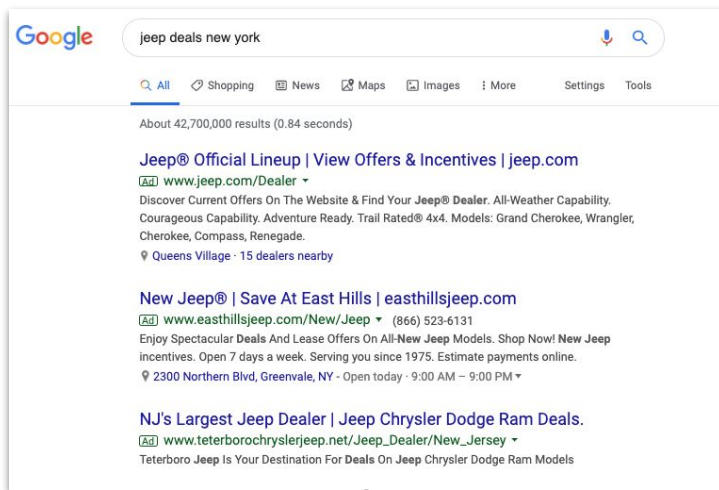 Google
jeep deals new york
All Shopping News Maps Images More Settings Tools
About 42,700,000 results (0.84 seconds)
Jeep® Official Lineup | View Offers & Incentives | jeep.com
Ad www.jeep.com/Dealer
Discover Current Offers On The Website & Find Your Jeep® Dealer. All-Weather Capability.
Courageous Capability. Adventure Ready. Trail Rated® 4x4. Models: Grand Cherokee, Wrangler,
Cherokee, Compass, Renegade.
Queens Village · 15 dealers nearby
New Jeep® | Save At East Hills | easthillsjeep.com
Ad www.easthillsjeep.com/New/Jeep (866) 523-6131
Enjoy Spectacular Deals And Lease Offers On All-New Jeep Models. Shop Now! New Jeep
incentives. Open 7 days a week. Serving you since 1975. Estimate payments online.
2300 Northern Blvd, Greenvale, NY - Open today · 9:00 AM – 9:00 PM
NJ's Largest Jeep Dealer | Jeep Chrysler Dodge Ram Deals.
Ad www.teterborochryslerjeep.net/Jeep_Dealer/New_Jersey
Teterboro Jeep Is Your Destination For Deals On Jeep Chrysler Dodge Ram Models